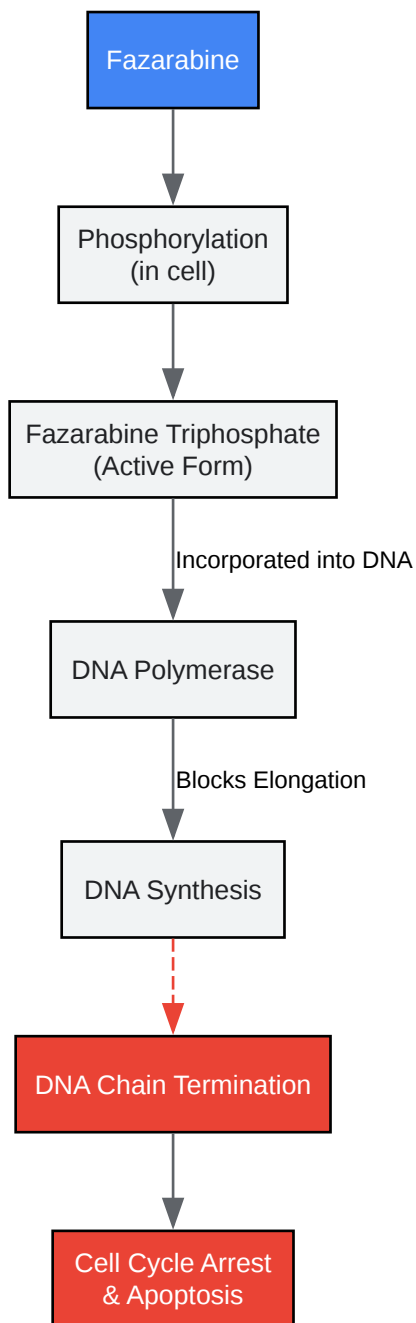 Fazarabine
Phosphorylation
(in cell)
Fazarabine Triphosphate
(Active Form)
Incorporated into DNA
DNA Polymerase
Blocks Elongation
DNA Synthesis
DNA Chain Termination
Cell Cycle Arrest
& Apoptosis